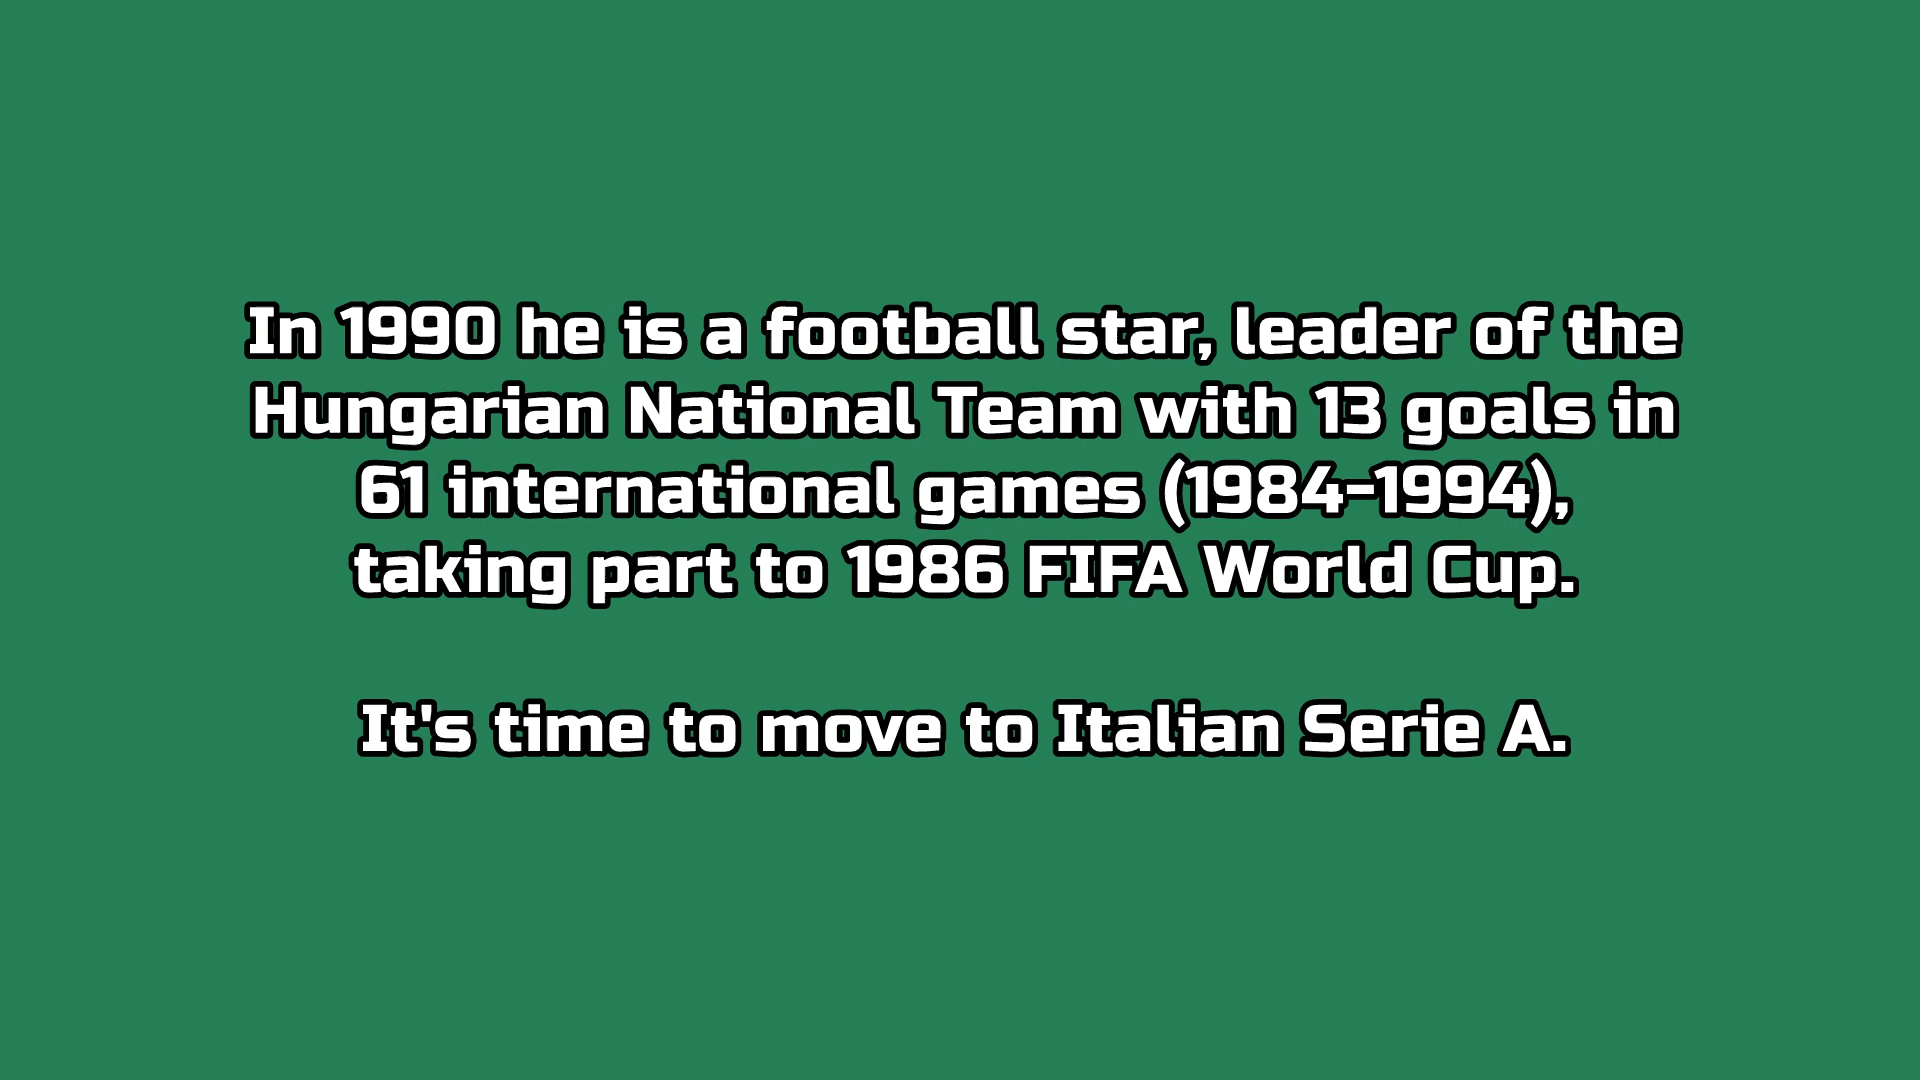 In 1990 he is a football star, leader of the
Hungarian National Team with 13 goals in
61 international games (1984-1994),
taking part to 1986 FIFA World Cup.
It's time to move to Italian Serie A.